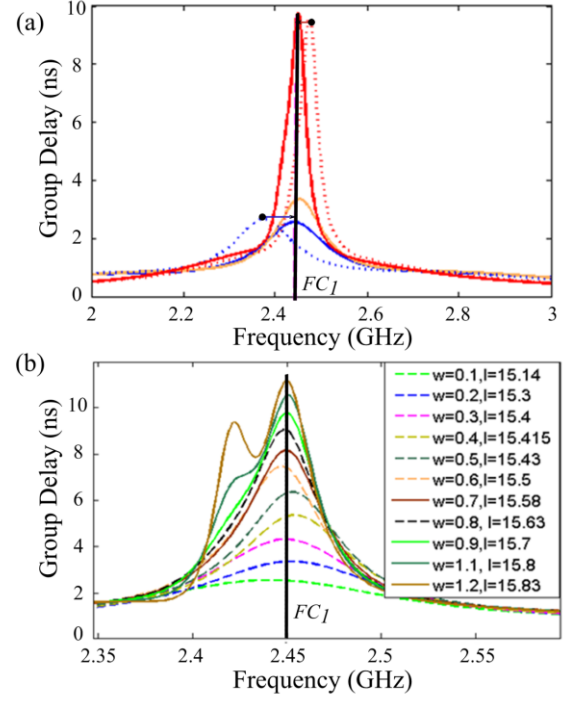 (a)
10
8
6
4
2
0
Group Delay (ns)
FC1
2 2.2 2.4 2.6 2.8 3
Frequency (GHz)
(b)
10
8
6
4
2
0
Group Delay (ns)
w=0.1,l=15.14
w=0.2,l=15.3
w=0.3,l=15.4
w=0.4,l=15.415
w=0.5,l=15.43
w=0.6,l=15.5
w=0.7,l=15.58
w=0.8, l=15.63
w=0.9,l=15.7
w=1.1, l=15.8
w=1.2,l=15.83
FC1
2.35 2.4 2.45 2.5 2.55
Frequency (GHz)